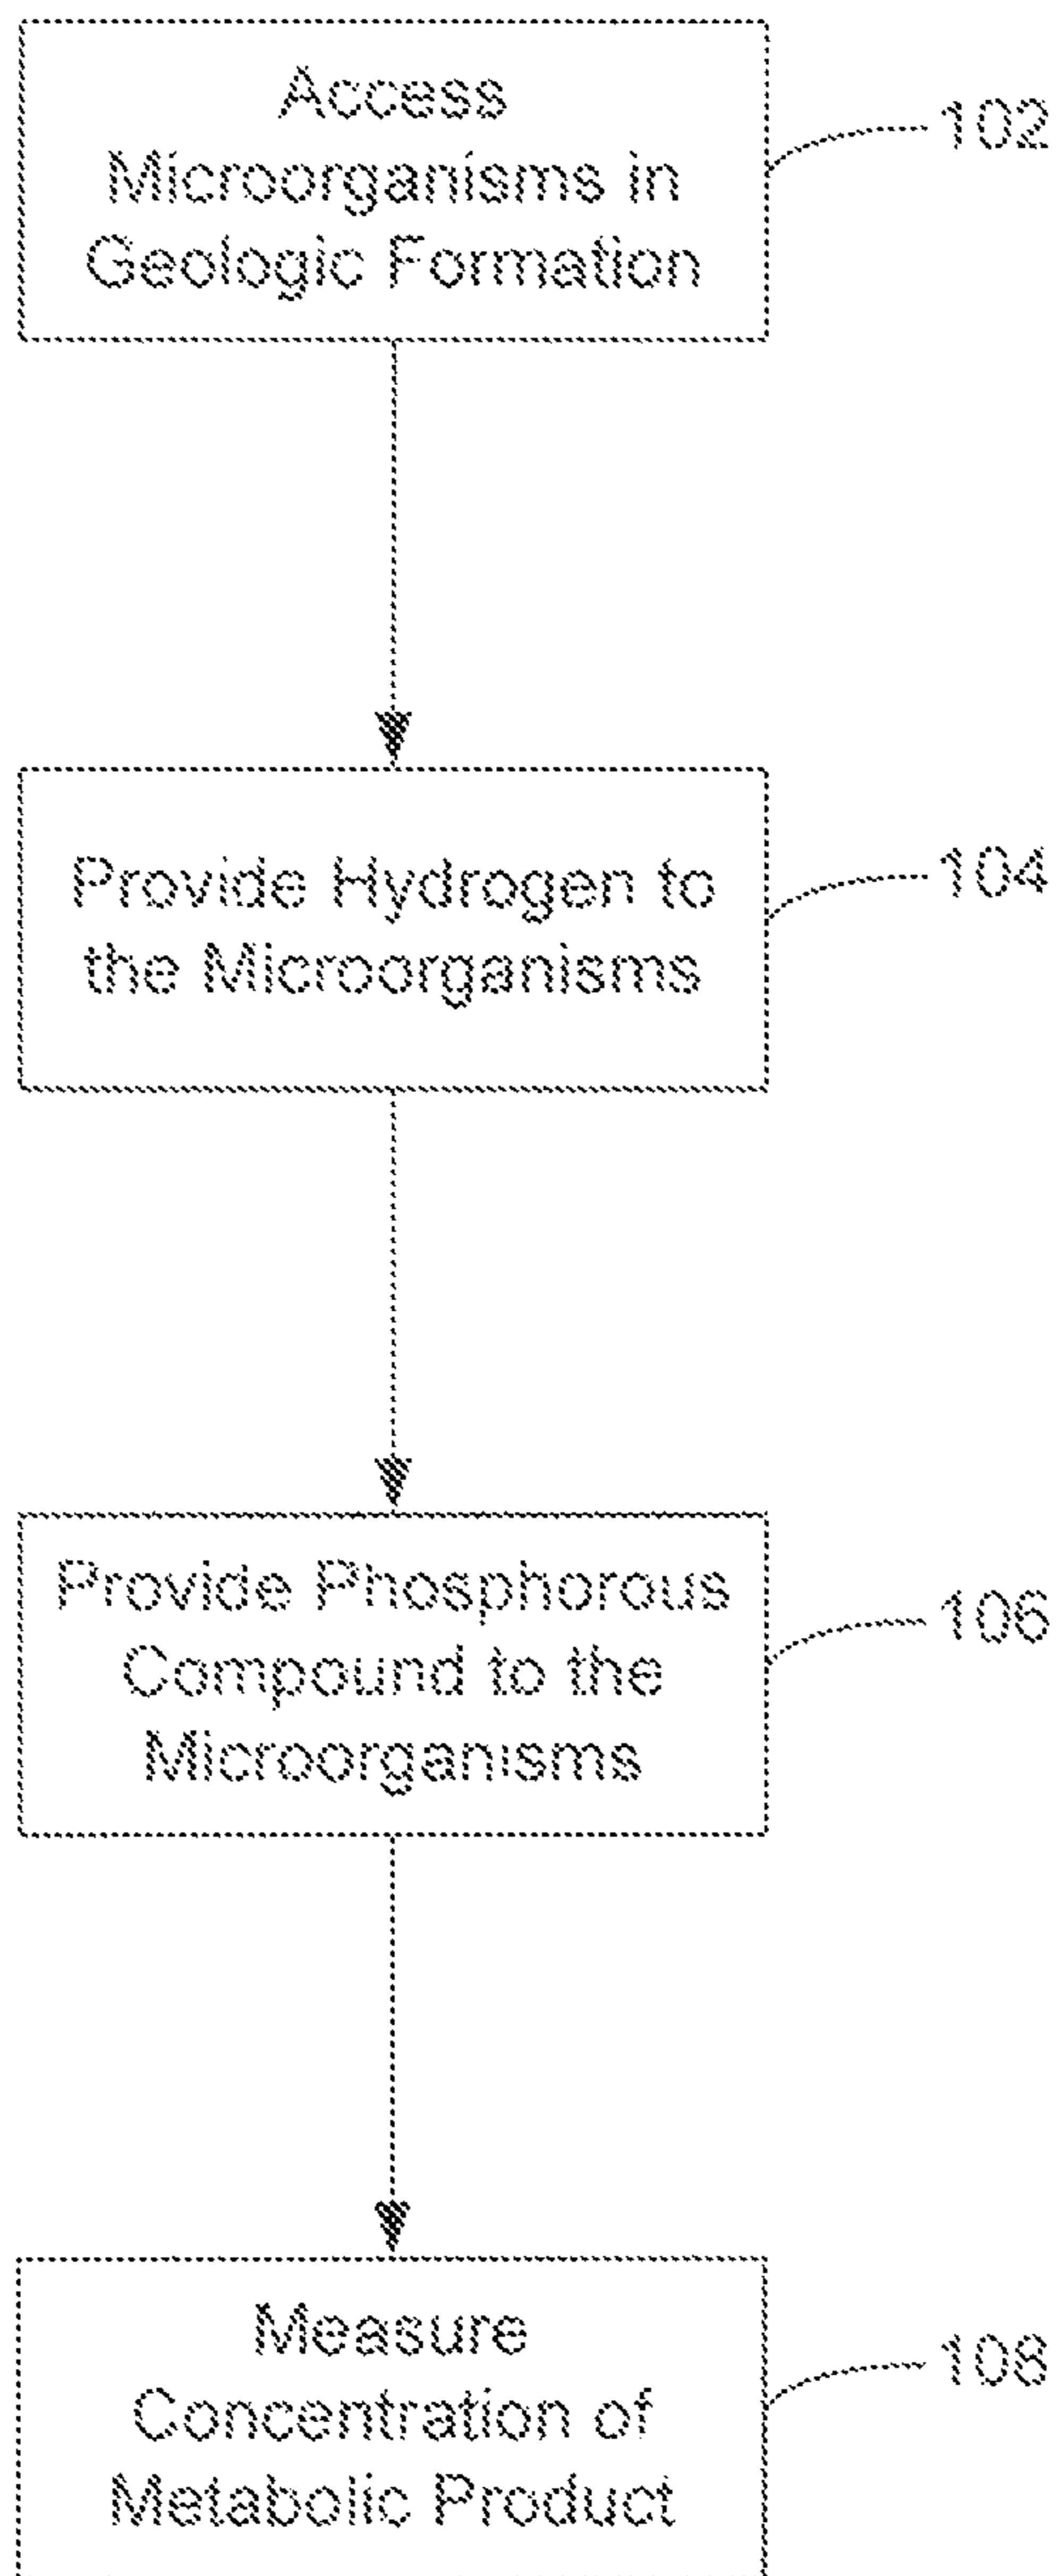 Access
Microorganisms in
Geologic Formation
102
Provide Hydrogen to
the Microorganisms
104
Provide Phosphorous
Compound to the
Microorganisms
106
Measure
Concentration of
Metabolic Product
108